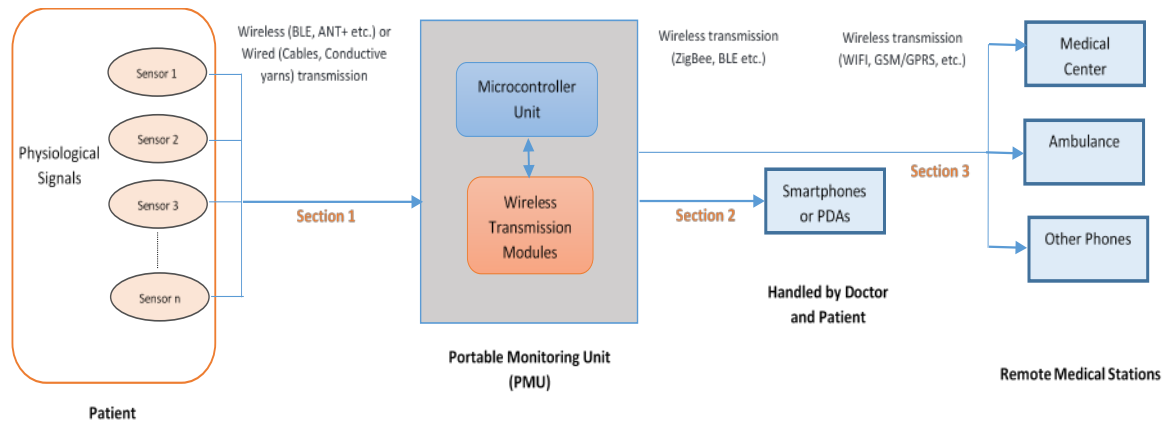 Physiological
Signals
Sensor 1
Sensor 2
Sensor 3
Sensor n
Patient
Wireless (BLE, ANT+ etc.) or
Wired (Cables, Conductive
yarns) transmission
Section 1
Microcontroller
Unit
Wireless
Transmission
Modules
Portable Monitoring Unit
(PMU)
Wireless transmission
(ZigBee, BLE etc.)
Section 2
Smartphones
or PDAs
Handled by Doctor
and Patient
Wireless transmission
(WIFI, GSM/GPRS, etc.)
Section 3
Medical
Center
Ambulance
Other Phones
Remote Medical Stations